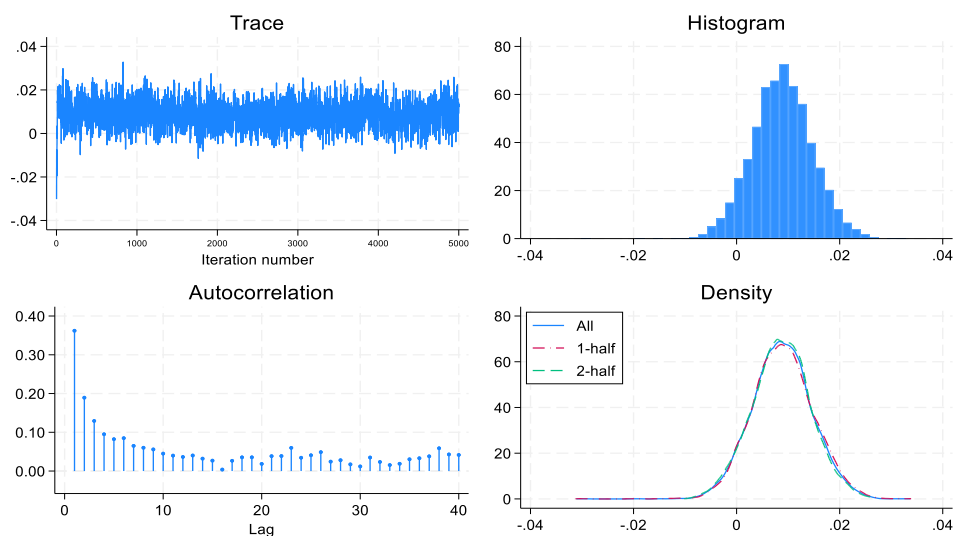 Trace
.04
.02
0
-.02
-.04
0 1000 2000 3000 4000 5000
Iteration number
Histogram
80
60
40
20
0
-.04 -.02 0 .02 .04
Autocorrelation
0.40
0.30
0.20
0.10
0.00
0 10 20 30 40
Lag
Density
80
60
40
20
0
All
1-half
2-half
-.04 -.02 0 .02 .04